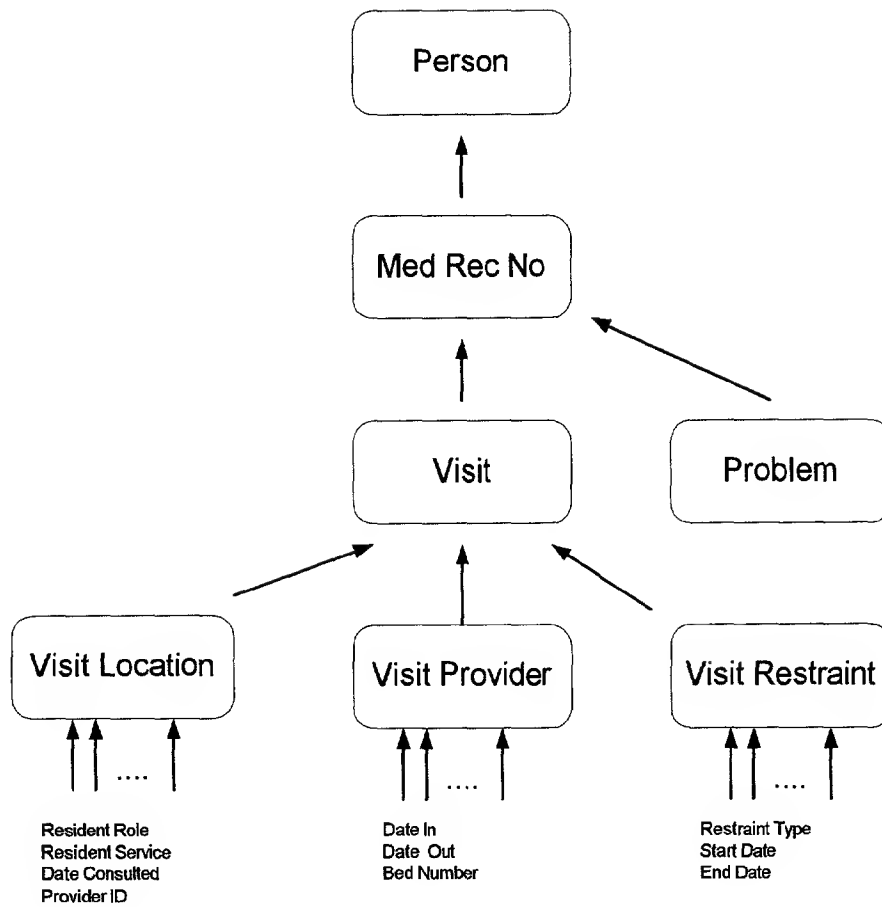 Person
Med Rec No
Visit
Problem
Visit Location
Visit Provider
Visit Restraint
....
....
....
Resident Role
Resident Service
Date Consulted
Provider ID
Date In
Date Out
Bed Number
Restraint Type
Start Date
End Date